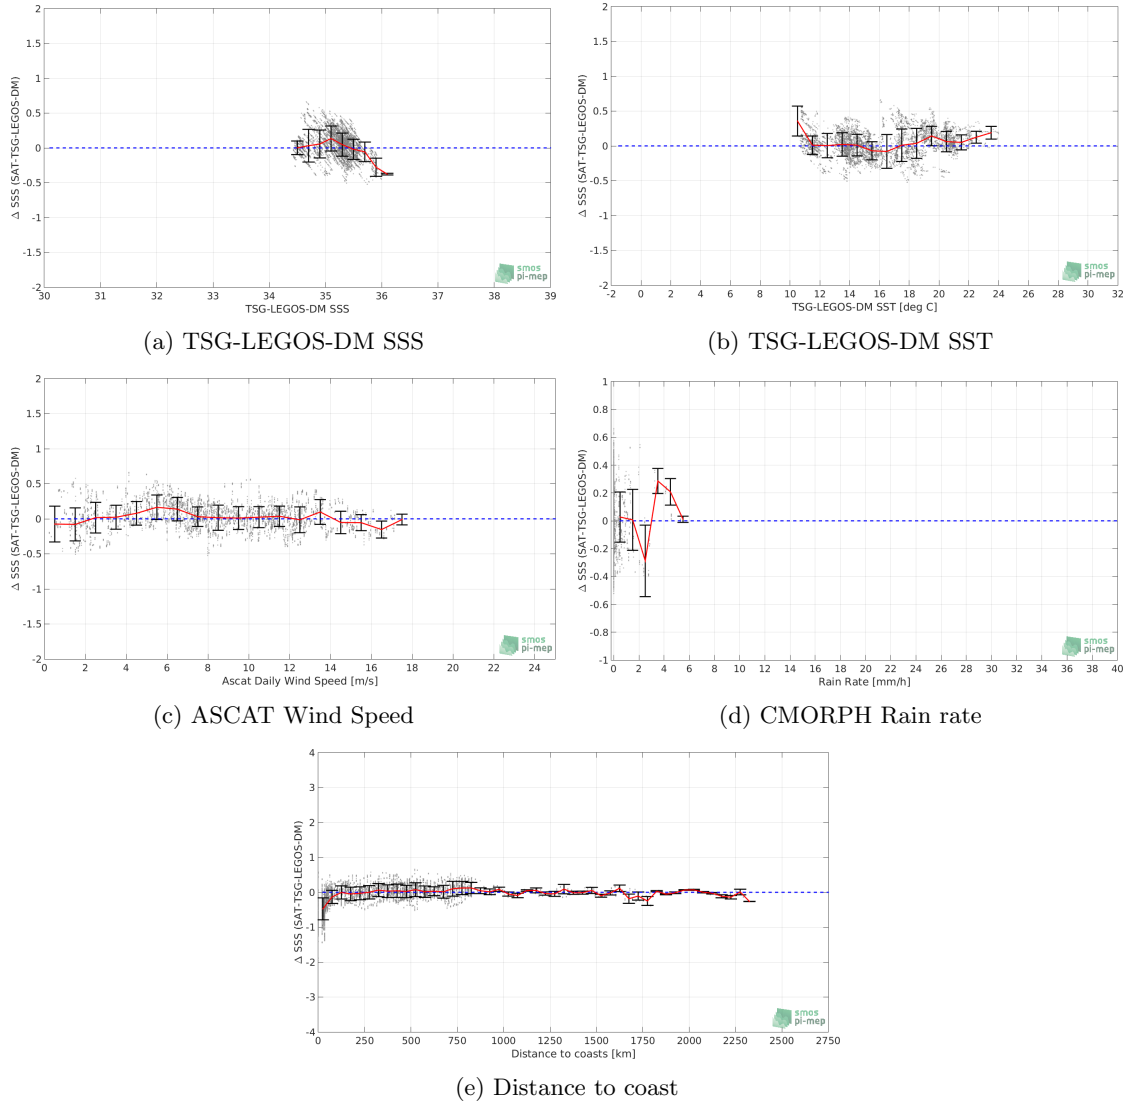 2
1.5
1
0.5
0
-0.5
-1
-1.5
-2
Δ SSS (SAT-TSG-LEGOS-DM)
30 31 32 33 34 35 36 37 38 39
TSG-LEGOS-DM SSS
smos
pi-mep
(a) TSG-LEGOS-DM SSS
2
1.5
1
0.5
0
-0.5
-1
-1.5
-2
Δ SSS (SAT-TSG-LEGOS-DM)
-2 0 2 4 6 8 10 12 14 16 18 20 22 24 26 28 30 32
TSG-LEGOS-DM SST [deg C]
smos
pi-mep
(b) TSG-LEGOS-DM SST
2
1.5
1
0.5
0
-0.5
-1
-1.5
-2
Δ SSS (SAT-TSG-LEGOS-DM)
0 2 4 6 8 10 12 14 16 18 20 22 24
Ascat Daily Wind Speed [m/s]
smos
pi-mep
(c) ASCAT Wind Speed
1
0.8
0.6
0.4
0.2
0
-0.2
-0.4
-0.6
-0.8
-1
Δ SSS (SAT-TSG-LEGOS-DM)
0 2 4 6 8 10 12 14 16 18 20 22 24 26 28 30 32 34 36 38 40
Rain Rate [mm/h]
smos
pi-mep
(d) CMORPH Rain rate
4
3
2
1
0
-1
-2
-3
-4
Δ SSS (SAT-TSG-LEGOS-DM)
0 250 500 750 1000 1250 1500 1750 2000 2250 2500 2750
Distance to coasts [km]
smos
pi-mep
(e) Distance to coast